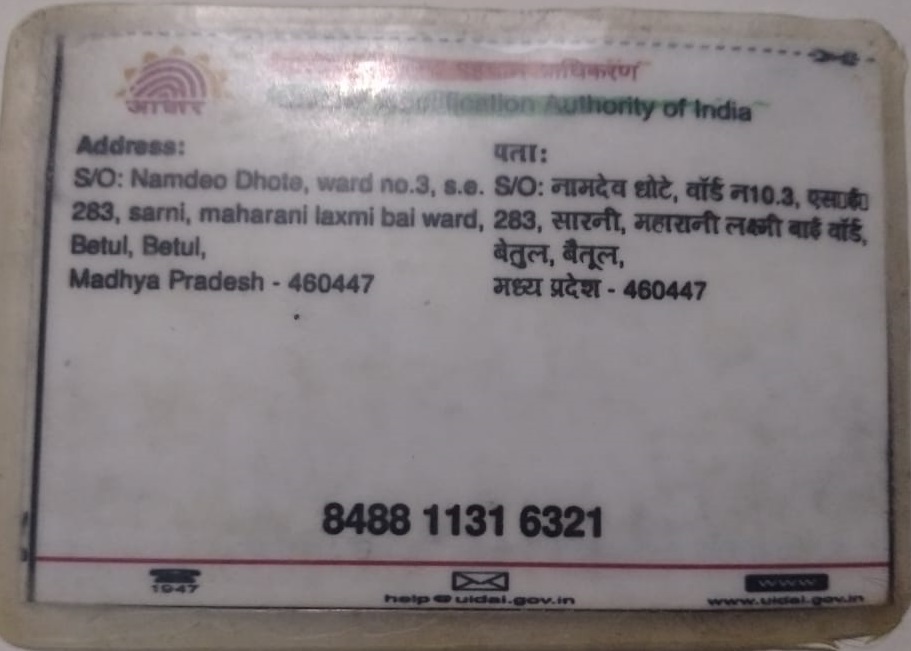 आधार
प्राधिकरण
Authority of India
Address:
S/O: Namdeo Dhote, ward no.3, s.e.
283, sarni, maharani laxmi bai ward,
Betul, Betul,
Madhya Pradesh - 460447
पता:
S/O: नामदेव धोटे, वॉर्ड न10.3, एस▯ई▯
283, सारनी, महारानी लक्ष्मी बाई वॉर्ड,
बेतुल, बैतूल,
मध्य प्रदेश - 460447
8488 1131 6321
1947
help@uidai.gov.in
www
www.uidai.gov.in